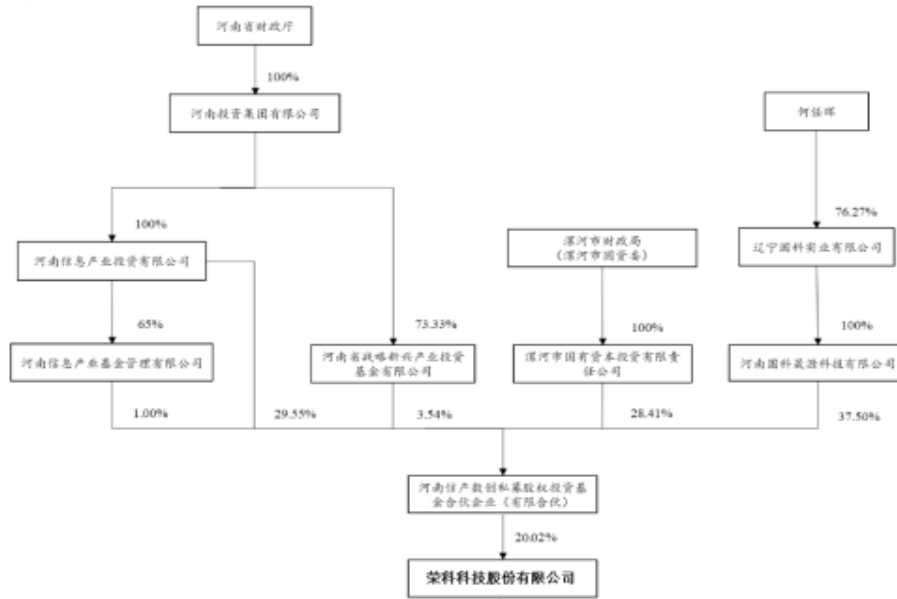 河南省财政厅
100%
河南投资集团有限公司
何任晖
100%
76.27%
河南信息产业投资有限公司
漯河市财政局
（漯河市国资委）
辽宁国科实业有限公司
65%
73.33%
100%
100%
河南信息产业基金管理有限公司
河南省战略新兴产业投资
基金有限公司
漯河市国有资本投资有限责
任公司
河南国科晟源科技有限公司
1.00%
29.55%
3.54%
28.41%
37.50%
河南信产数创私募股权投资基
金合伙企业（有限合伙）
20.02%
荣科科技股份有限公司